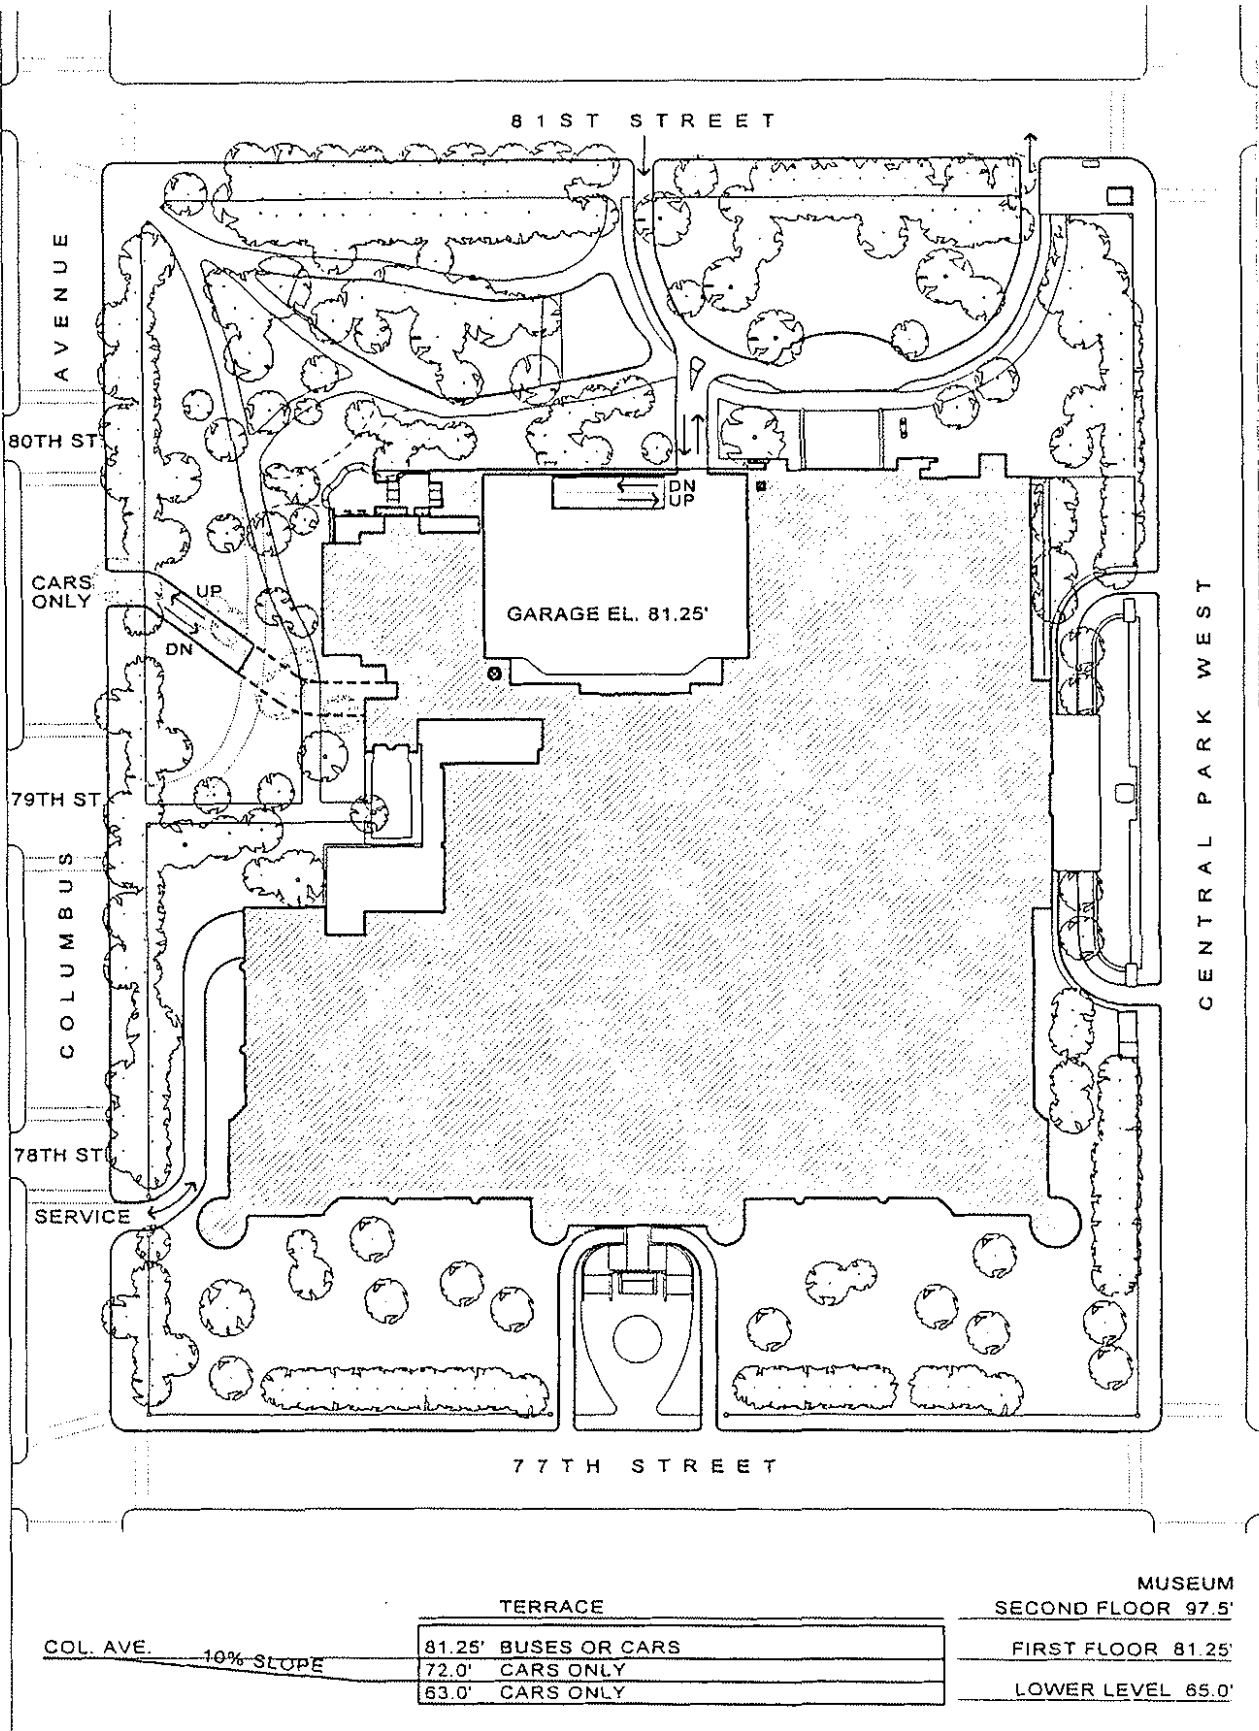 81ST STREET
AVENUE
80TH ST
DN
UP
CARS
ONLY
UP
GARAGE EL. 81.25'
DN
CENTRAL PARK WEST
79TH ST
COLUMBUS
78TH ST
SERVICE
77TH STREET
MUSEUM
TERRACE
SECOND FLOOR 97.5'
COL. AVE.
10% SLOPE
81.25' BUSES OR CARS
FIRST FLOOR 81.25'
72.0' CARS ONLY
63.0' CARS ONLY
LOWER LEVEL 65.0'